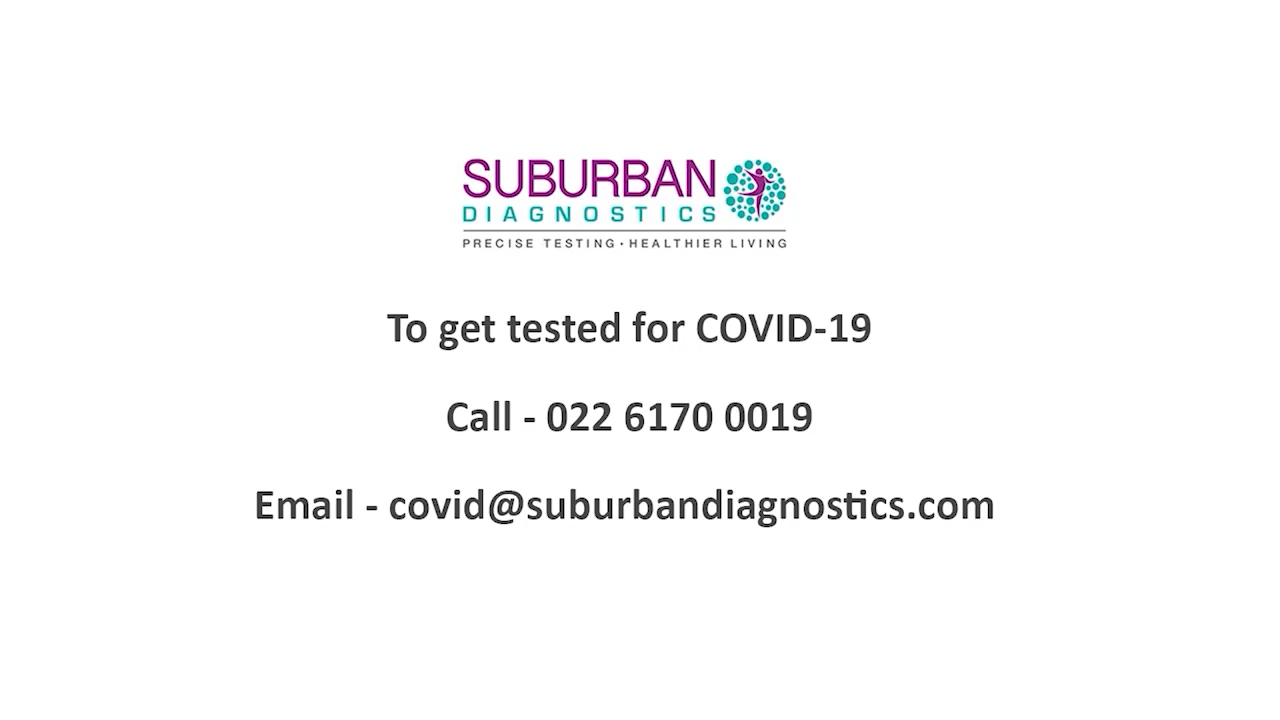 SUBURBAN
DIAGNOSTICS
PRECISE TESTING • HEALTHIER LIVING
To get tested for COVID-19
Call - 022 6170 0019
Email - covid@suburbandiagnostics.com